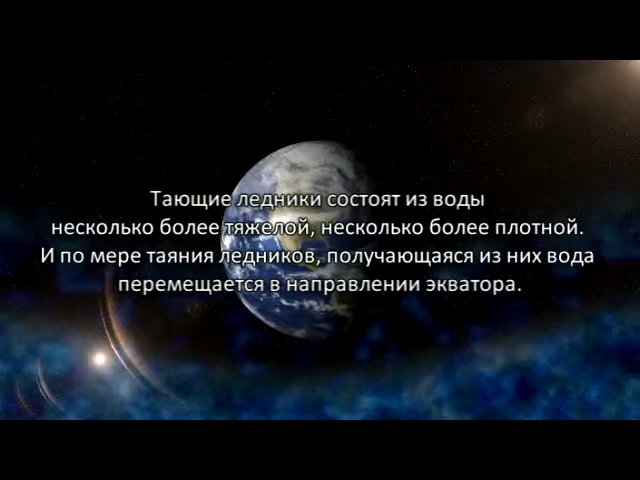 Тающие ледники состоят из воды
несколько более тяжелой, несколько более плотной.
И по мере таяния ледников, получающаяся из них вода
перемещается в направлении экватора.